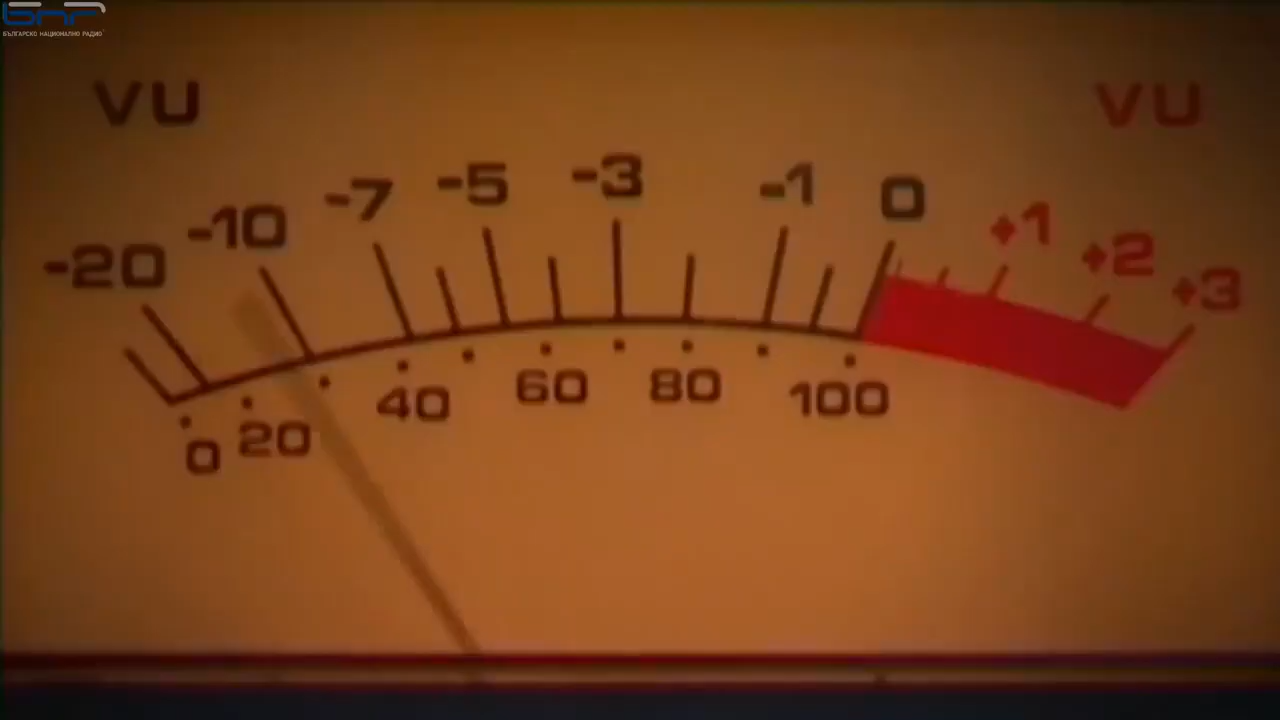 бнр
БЪЛГАРСКО НАЦИОНАЛНО РАДИО
VU VU
-20 -10 -7 -5 -3 -1 0 +1 +2 +3
0 20 40 60 80 100